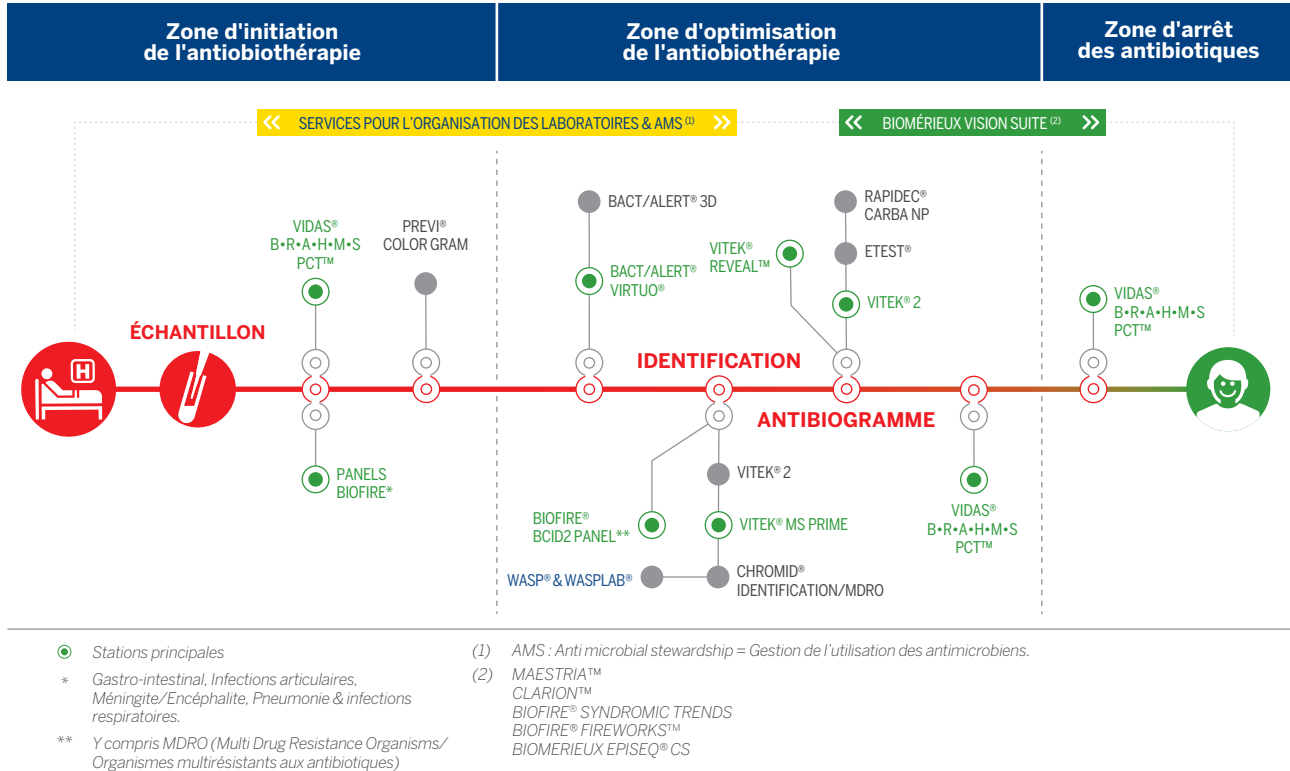 Zone d'initiation
de l'antiobiothérapie
Zone d'optimisation
de l'antiobiothérapie
Zone d'arrêt
des antibiotiques
SERVICES POUR L'ORGANISATION DES LABORATOIRES & AMS (1)
BIOMÉRIEUX VISION SUITE (2)
VIDAS®
B•R•A•H•M•S
PCT™
PREVI®
COLOR GRAM
BACT/ALERT® 3D
BACT/ALERT®
VIRTUO®
VITEK®
REVEAL™
RAPIDEC®
CARBA NP
ETEST®
VITEK® 2
VIDAS®
B•R•A•H•M•S
PCT™
ÉCHANTILLON
H
IDENTIFICATION
ANTIBIOGRAMME
PANELS
BIOFIRE*
BIOFIRE®
BCID2 PANEL**
VITEK® 2
VITEK® MS PRIME
WASP® & WASPLAB®
CHROMID®
IDENTIFICATION/MDRO
VIDAS®
B•R•A•H•M•S
PCT™
Stations principales
* Gastro-intestinal, Infections articulaires,
Méningite/Encéphalite, Pneumonie & infections
respiratoires.
** Y compris MDRO (Multi Drug Resistance Organisms/
Organismes multirésistants aux antibiotiques)
(1) AMS : Anti microbial stewardship = Gestion de l'utilisation des antimicrobiens.
(2) MAESTRIA™
CLARION™
BIOFIRE® SYNDROMIC TRENDS
BIOFIRE® FIREWORKS™
BIOMERIEUX EPISEQ® CS